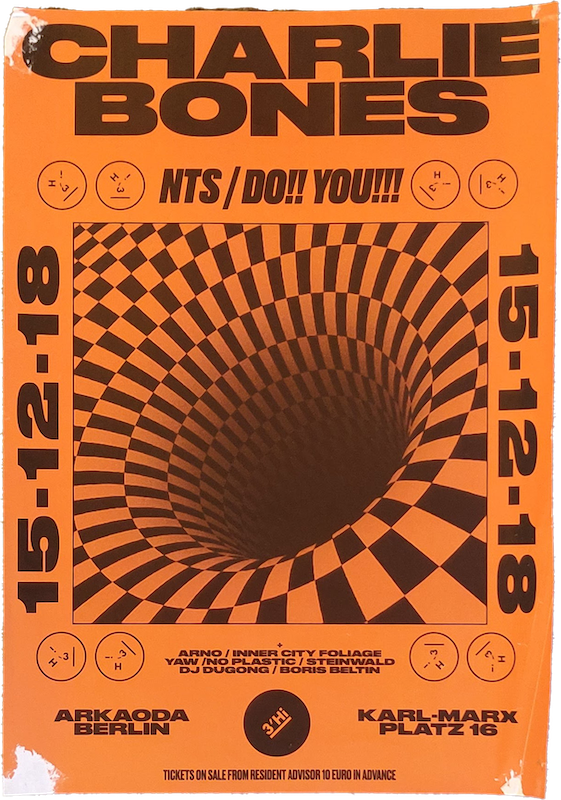 CHARLIE
BONES
NTS / DO!! YOU!!!
15-12-18
15-12-18
+
ARNO / INNER CITY FOLIAGE
YAW /NO PLASTIC / STEINWALD
DJ DUGONG / BORIS BELTIN
ARKAODA
BERLIN
3'Hi
KARL-MARX
PLATZ 16
TICKETS ON SALE FROM RESIDENT ADVISOR 10 EURO IN ADVANCE